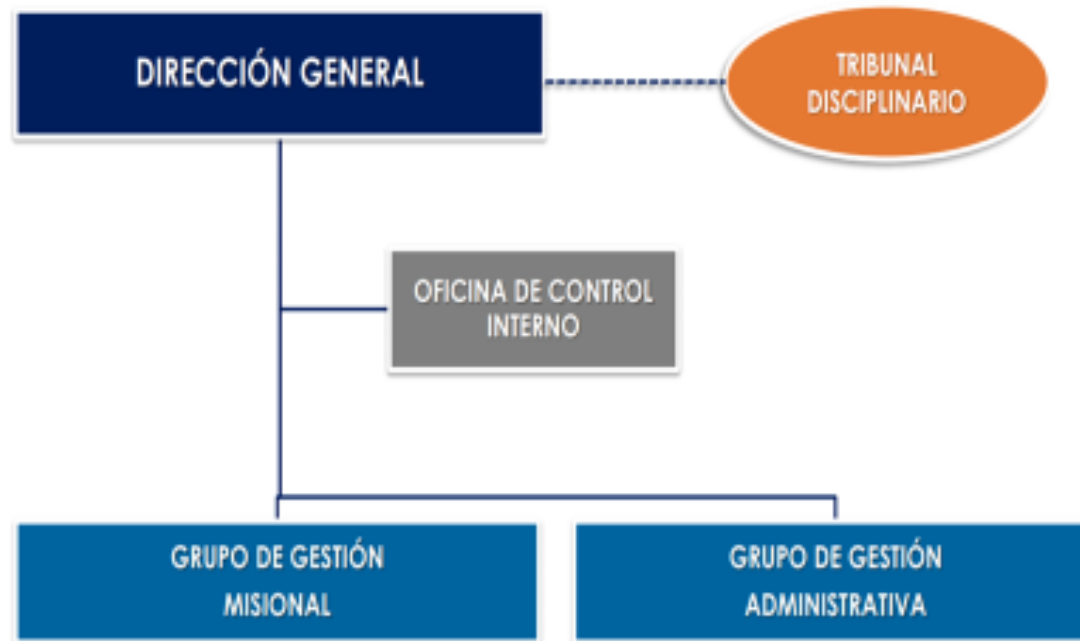 DIRECCIÓN GENERAL
TRIBUNAL
DISCIPLINARIO
OFICINA DE CONTROL
INTERNO
GRUPO DE GESTIÓN
MISIONAL
GRUPO DE GESTIÓN
ADMINISTRATIVA